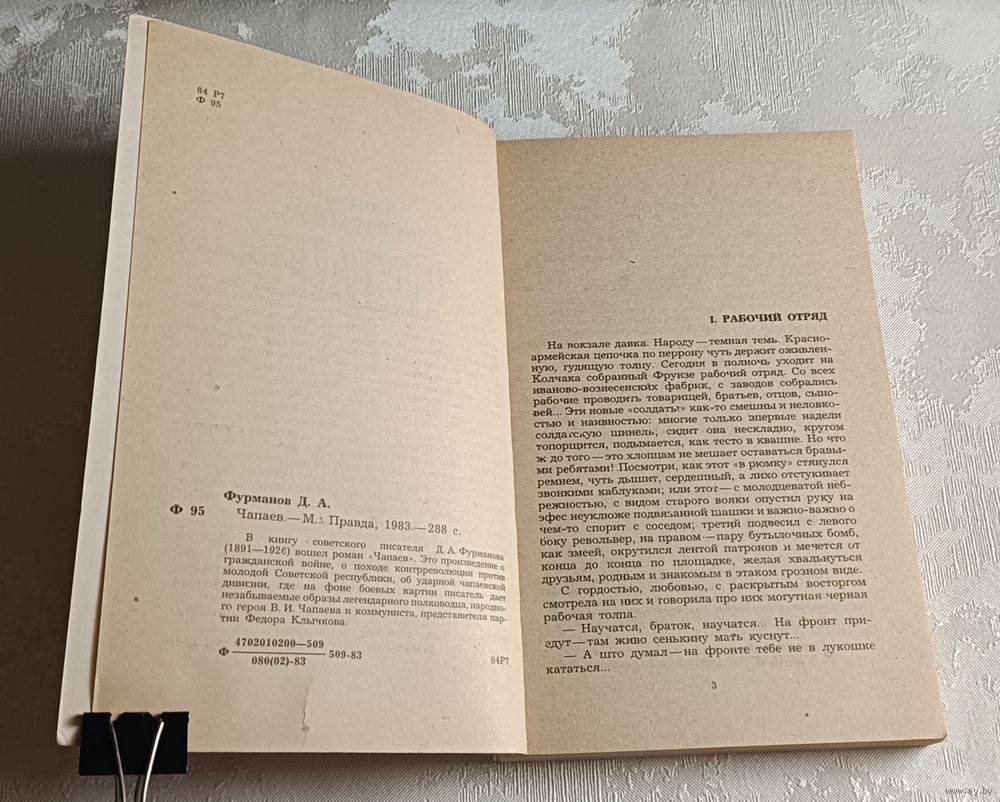 84 Р7
Ф 95
Фурманов Д. А.
Ф 95
Чапаев.—М.: Правда, 1983.—288 с.
В книгу советского писателя Д. А. Фурманова
(1891—1926) вошел роман «Чапаев». Это произведение о
гражданской войне, о походе контрреволюции против
молодой Советской республики, об ударной чапаевской
дивизии, где на фоне боевых картин писатель дает
незабываемые образы легендарного полководца, народно-
го героя В. И. Чапаева и коммуниста, представителя пар-
тии Федора Клычкова.
Ф 4702010200—509
080(02)-83 509-83
84Р7
I. РАБОЧИЙ ОТРЯД
На вокзале давка. Народу — темная темь. Красно-
армейская цепочка по перрону чуть держит оживлен-
ную, гудящую толпу. Сегодня в полночь уходит на
Колчака собранный Фрунзе рабочий отряд. Со всех
иваново-вознесенских фабрик, с заводов собрались
рабочие проводить товарищей, братьев, отцов, сыно-
вей... Эти новые «солдаты» как-то смешны и неловко-
стью и наивностью: многие только впервые надели
солдатскую шинель; сидит она нескладно, кругом
топорщится, подымается, как тесто в квашне. Но что
ж до того — это хлопцам не мешает оставаться бравы-
ми ребятами! Посмотри, как этот «в рюмку» стянулся
ремнем, чуть дышит, сердешный, а лихо отстукивает
звонкими каблуками; или этот — с молодцеватой неб-
режностью, с видом старого вояки опустил руку на
эфес неуклюже подвязанной шашки и важно-важно о
чем-то спорит с соседом; третий подвесил с левого
боку револьвер, на правом — пару бутылочных бомб,
как змеей, окрутился лентой патронов и мечется от
конца до конца по площадке, желая хвальнуться
друзьям, родным и знакомым в этаком грозном виде.
С гордостью, любовью, с раскрытым восторгом
смотрела на них и говорила про них могутная черная
рабочая толпа.
— Научатся, браток, научатся... На фронт при-
едут — там живо сенькину мать куснут...
— А што думал — на фронте тебе не в лукошке
кататься...
3
www.ay.by